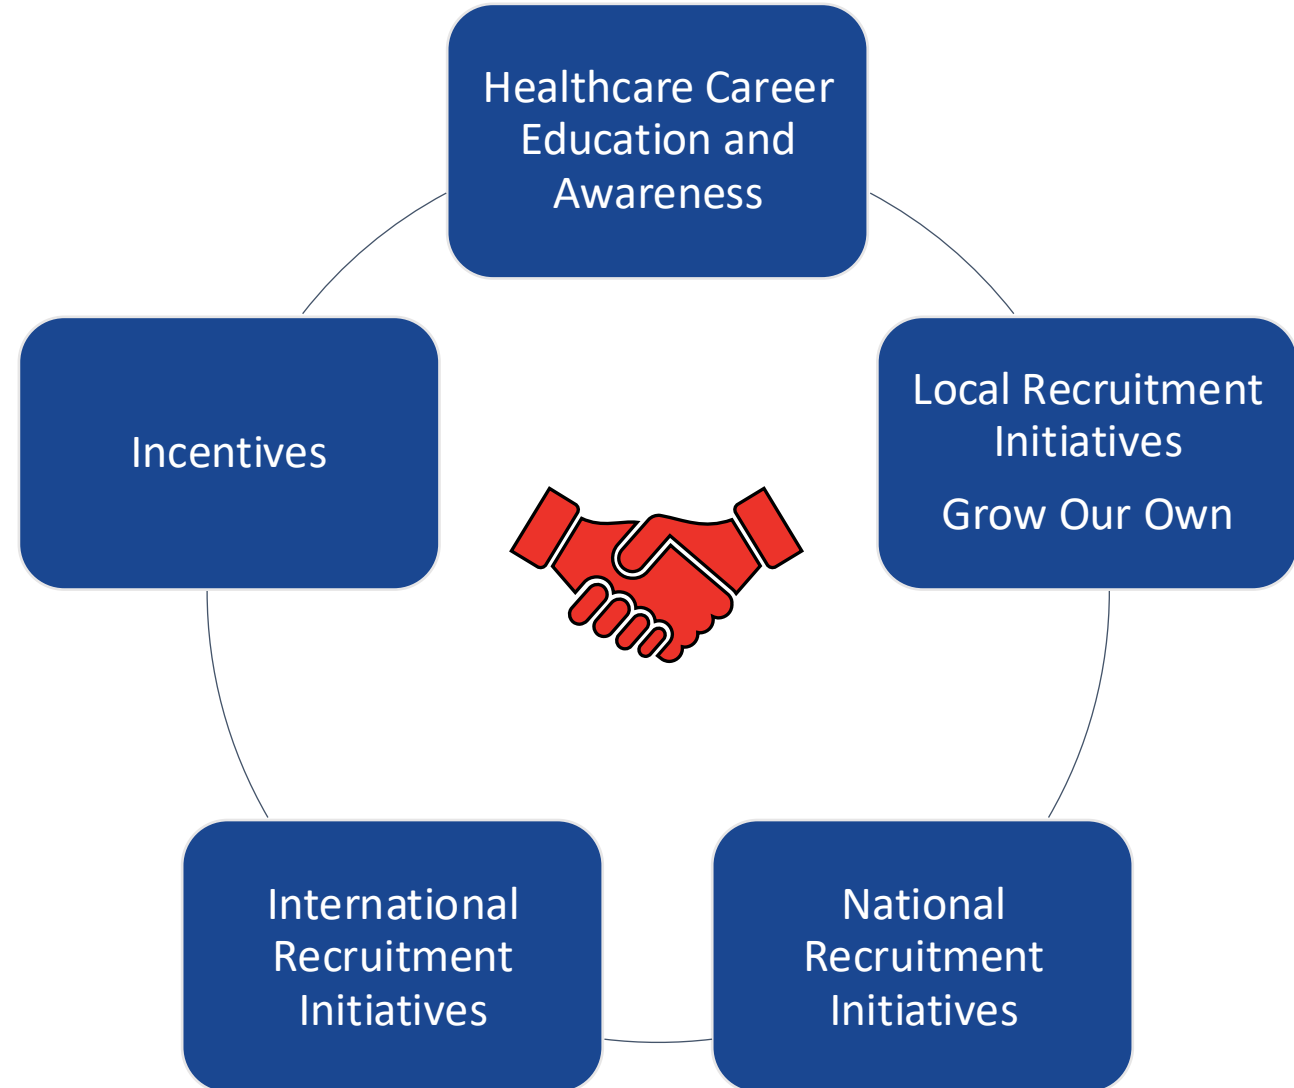 Healthcare Career
Education and
Awareness
Local Recruitment
Initiatives
Grow Our Own
National
Recruitment
Initiatives
International
Recruitment
Initiatives
Incentives